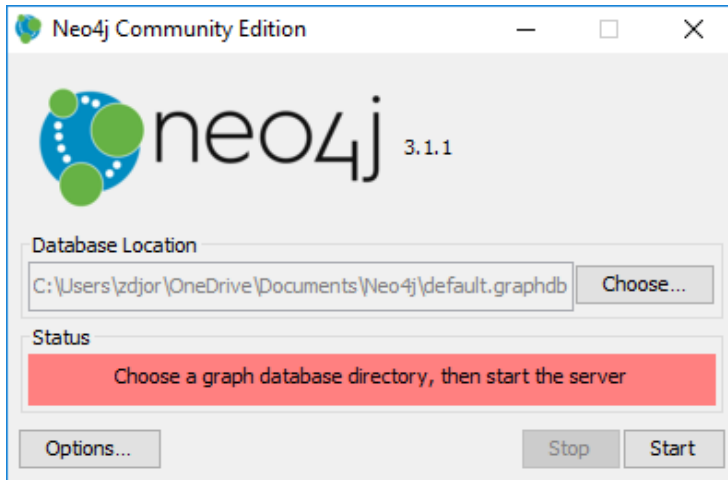 Neo4j Community Edition
neo4j 3.1.1
Database Location
C:\Users\zdjor\OneDrive\Documents\Neo4j\default.graphdb Choose...
Status
Choose a graph database directory, then start the server
Options... Stop Start